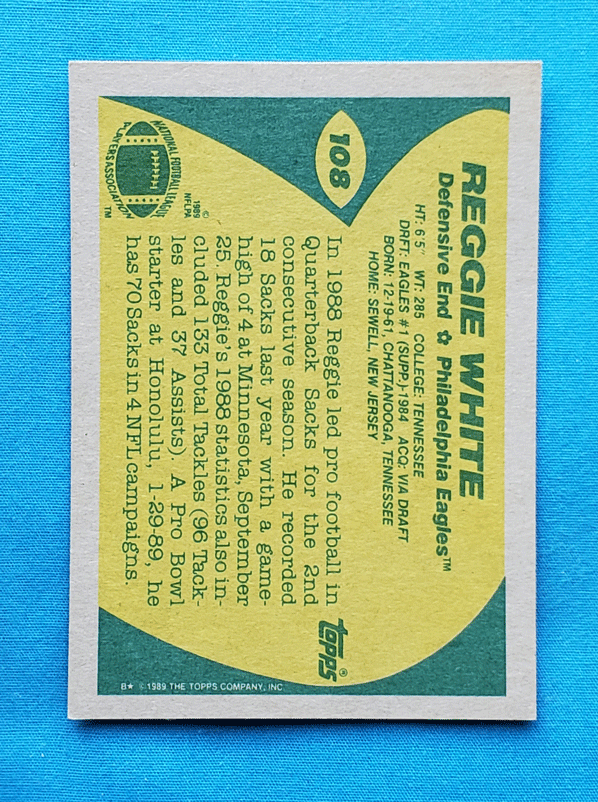 108
REGGIE WHITE
Defensive End ✩ Philadelphia Eagles™
HT: 6'5" WT: 285 COLLEGE: TENNESSEE
DRFT: EAGLES #1 (SUPP.), 1984 ACQ: VIA DRAFT
BORN: 12-19-61, CHATTANOOGA, TENNESSEE
HOME: SEWELL, NEW JERSEY
In 1988 Reggie led pro football in
Quarterback Sacks for the 2nd
consecutive season. He recorded
18 Sacks last year with a game-
high of 4 at Minnesota, September
25. Reggie's 1988 statistics also in-
cluded 133 Total Tackles (96 Tack-
les and 37 Assists). A Pro Bowl
starter at Honolulu, 1-29-89, he
has 70 Sacks in 4 NFL campaigns.
©
1989
NFLPA
NATIONAL FOOTBALL LEAGUE
PLAYERS ASSOCIATION
™
TOPPS®
B★ ©1989 THE TOPPS COMPANY, INC.